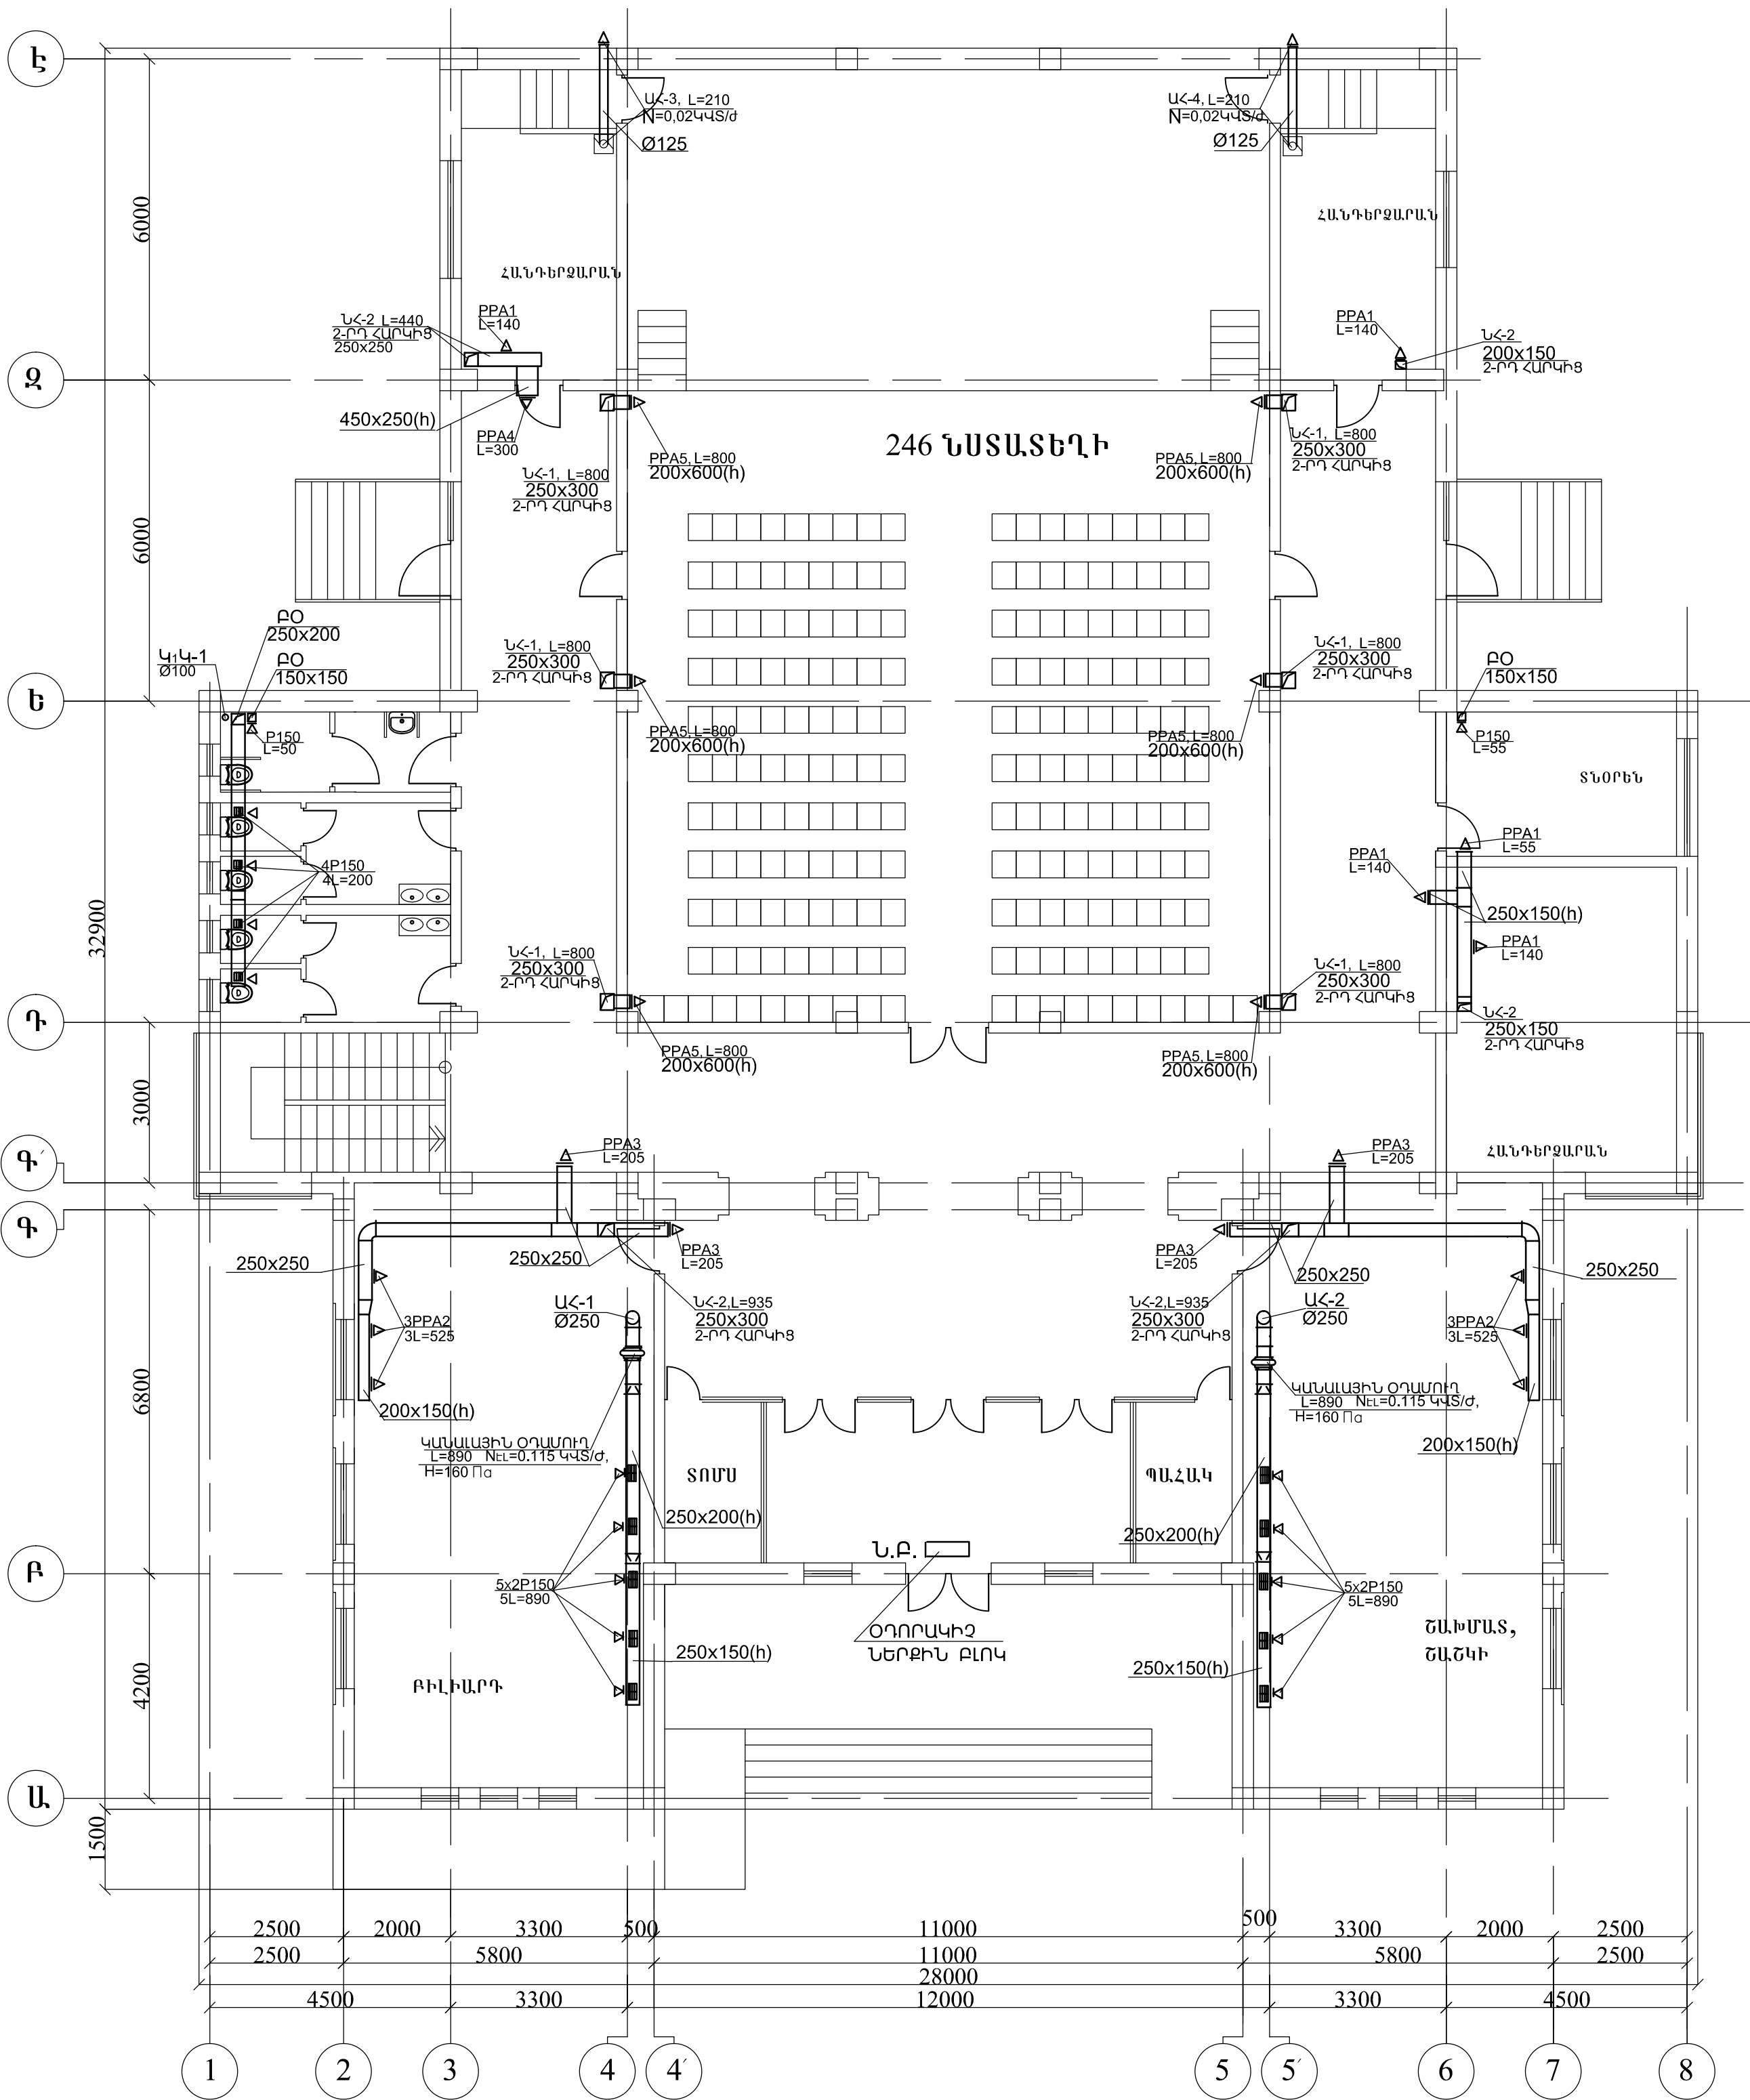 Է
ՍՀ-3, L=210
N=0,02ԿՎՏ/Ժ
Ø125
ԱՀ-4, L=210
N=0,02ԿՎՏ/Ժ
Ø125
6000
ՀԱՆԴԵՐՁԱՐԱՆ
ՀԱՆԴԵՐՁԱՐԱՆ
ՆՀ-2 L=440
2-ՐԴ ՀԱՐԿԻՑ
250x250
PPA1
L=140
PPA1
L=140
ՆՀ-2
200x150
2-ՐԴ ՀԱՐԿԻՑ
Զ
450x250(h)
PPA4
L=300
246 ՆՍՏԱՏԵՂԻ
ՆՀ-1, L=800
250x300
2-ՐԴ ՀԱՐԿԻՑ
PPA5, L=800
200x600(h)
PPA5, L=800
200x600(h)
ՆՀ-1, L=800
250x300
2-ՐԴ ՀԱՐԿԻՑ
6000
ԲՕ
250x200
Կ1Կ-1
Ø100
ԲՕ
150x150
ՆՀ-1, L=800
250x300
2-ՐԴ ՀԱՐԿԻՑ
ՆՀ-1, L=800
250x300
2-ՐԴ ՀԱՐԿԻՑ
ԲՕ
150x150
Ե
P150
L=50
PPA5, L=800
200x600(h)
PPA5, L=800
200x600(h)
P150
L=55
ՏՆՕՐԵՆ
4P150
4L=200
PPA1
L=55
PPA1
L=140
250x150(h)
PPA1
L=140
32900
ՆՀ-1, L=800
250x300
2-ՐԴ ՀԱՐԿԻՑ
ՆՀ-1, L=800
250x300
2-ՐԴ ՀԱՐԿԻՑ
ՆՀ-2
250x150
2-ՐԴ ՀԱՐԿԻՑ
Դ
PPA5, L=800
200x600(h)
PPA5, L=800
200x600(h)
3000
Գ′
PPA3
L=205
PPA3
L=205
ՀԱՆԴԵՐՁԱՐԱՆ
Գ
250x250
250x250
PPA3
L=205
PPA3
L=205
250x250
250x250
ԱՀ-1
Ø250
ՆՀ-2,L=935
250x300
2-ՐԴ ՀԱՐԿԻՑ
ՆՀ-2,L=935
250x300
2-ՐԴ ՀԱՐԿԻՑ
ԱՀ-2
Ø250
3PPA2
3L=525
3PPA2
3L=525
6800
200x150(h)
ԿԱՆԱԼԱՅԻՆ ՕԴԱՄՈՒՂ
L=890 NEL=0.115 ԿՎՏ/Ժ,
H=160 Па
ԿԱՆԱԼԱՅԻՆ ՕԴԱՄՈՒՂ
L=890 NEL=0.115 ԿՎՏ/Ժ,
H=160 Па
200x150(h)
ՏՈՄՍ
ՊԱՀԱԿ
250x200(h)
250x200(h)
Ն.Բ.
Բ
5x2P150
5L=890
5x2P150
5L=890
ՕԴՈՐԱԿԻՉ
ՆԵՐՔԻՆ ԲԼՈԿ
ՇԱԽՄԱՏ,
ՇԱՇԿԻ
250x150(h)
250x150(h)
4200
ԲԻԼԻԱՐԴ
Ա
1500
2500 2000 3300 500 11000 500 3300 2000 2500
2500 5800 11000 5800 2500
28000
4500 3300 12000 3300 4500
1 2 3 4 4′ 5 5′ 6 7 8